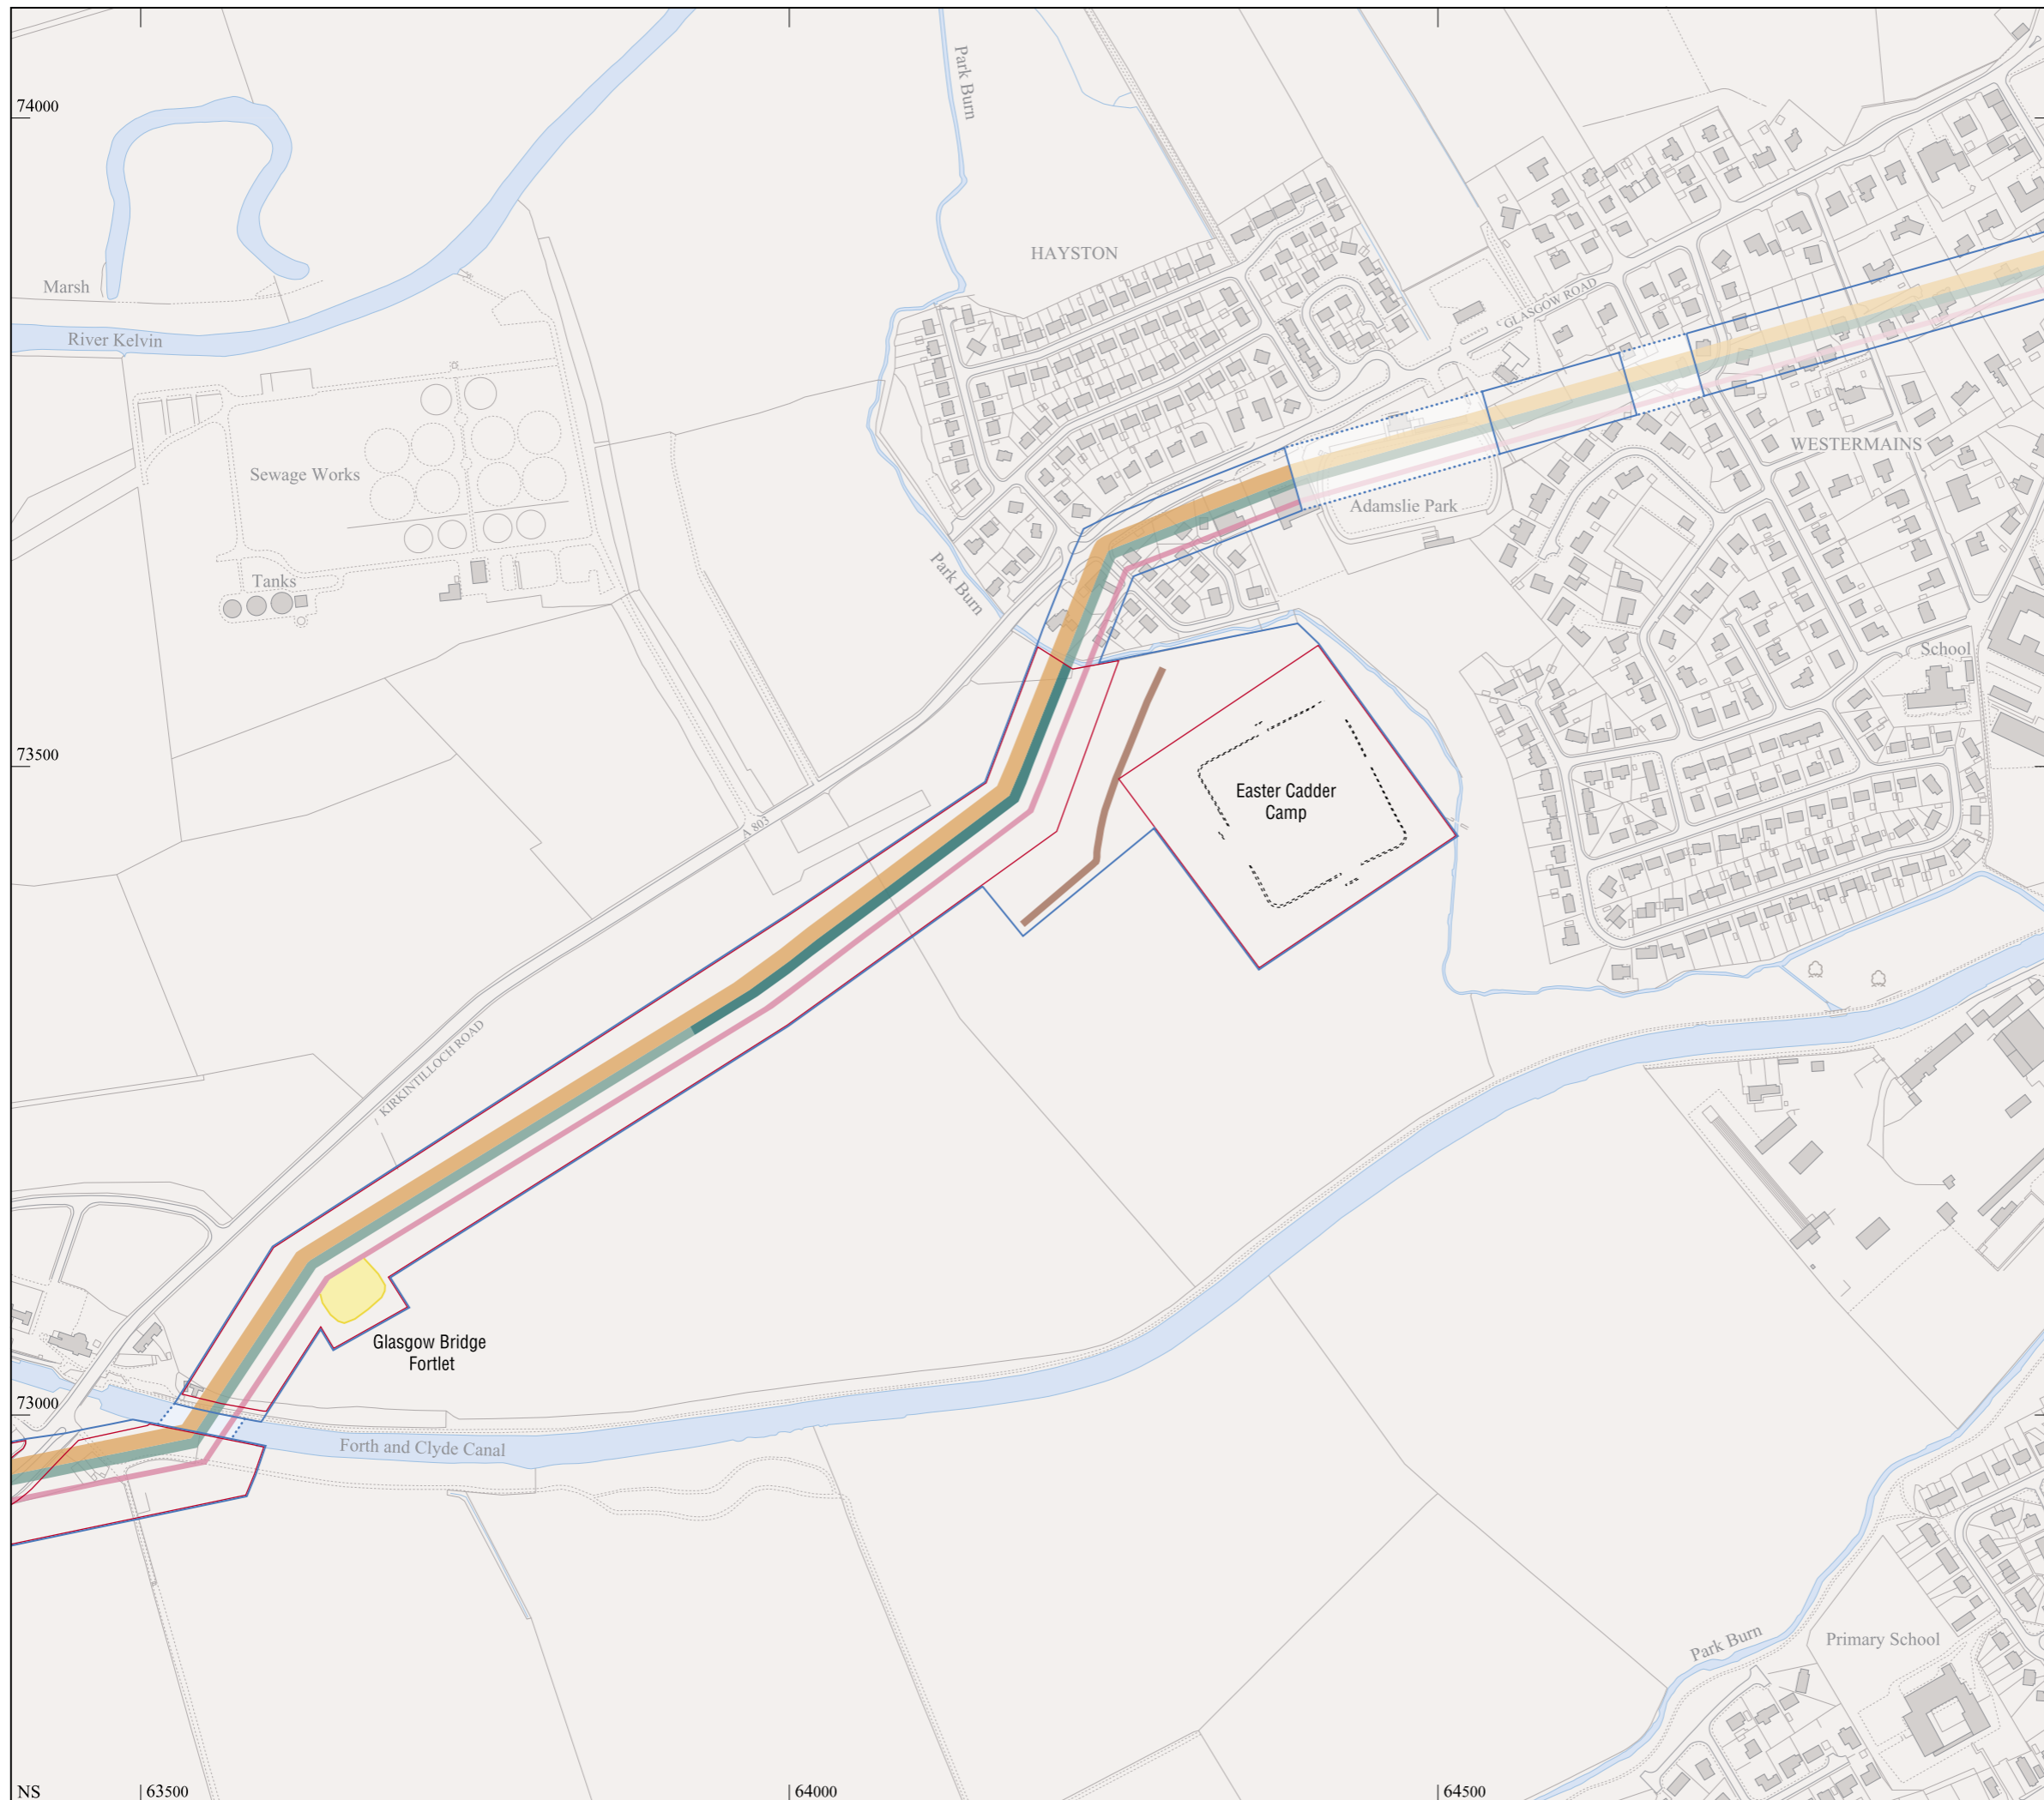 74000
Park Burn
HAYSTON
Marsh
River Kelvin
GLASGOW ROAD
WESTERMAINS
Sewage Works
Adamslie Park
Tanks
Park Burn
School
73500
Easter Cadder
Camp
A 803
KIRKINTILLOCH ROAD
Glasgow Bridge
Fortlet
73000
Forth and Clyde Canal
Park Burn
Primary School
NS
63500
64000
64500